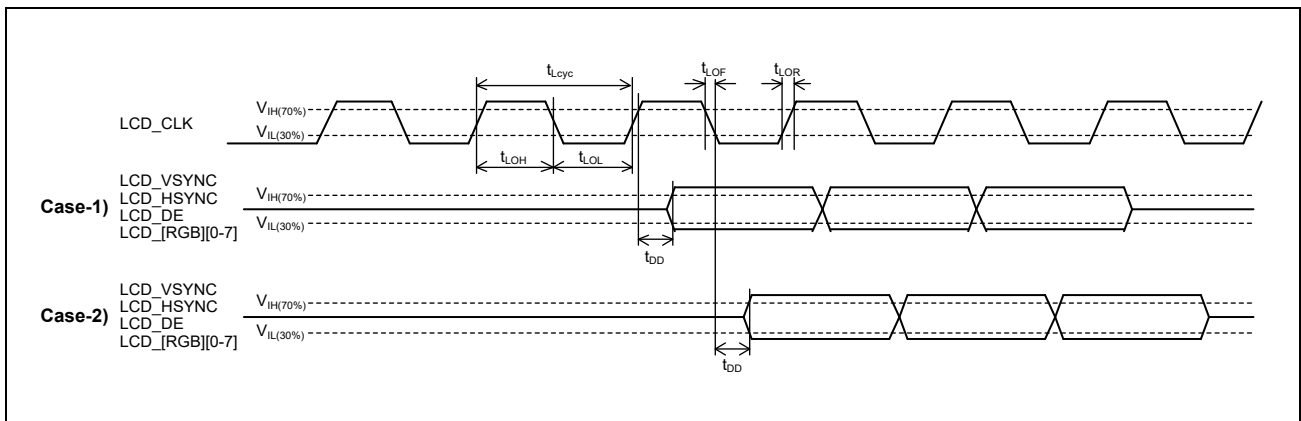 tLcyc
tLOF
tLOR
LCD_CLK
VIH(70%)
VIL(30%)
tLOH
tLOL
Case-1)
LCD_VSYNC
LCD_HSYNC
LCD_DE
LCD_[RGB][0-7]
VIH(70%)
VIL(30%)
tDD
Case-2)
LCD_VSYNC
LCD_HSYNC
LCD_DE
LCD_[RGB][0-7]
VIH(70%)
VIL(30%)
tDD